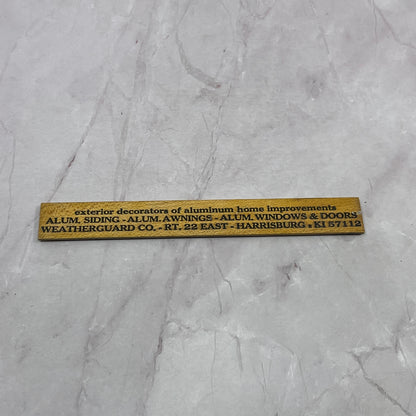 exterior decorators of aluminum home improvements
ALUM. SIDING - ALUM. AWNINGS - ALUM. WINDOWS & DOORS
WEATHERGUARD CO. - RT. 22 EAST - HARRISBURG • KI 57112